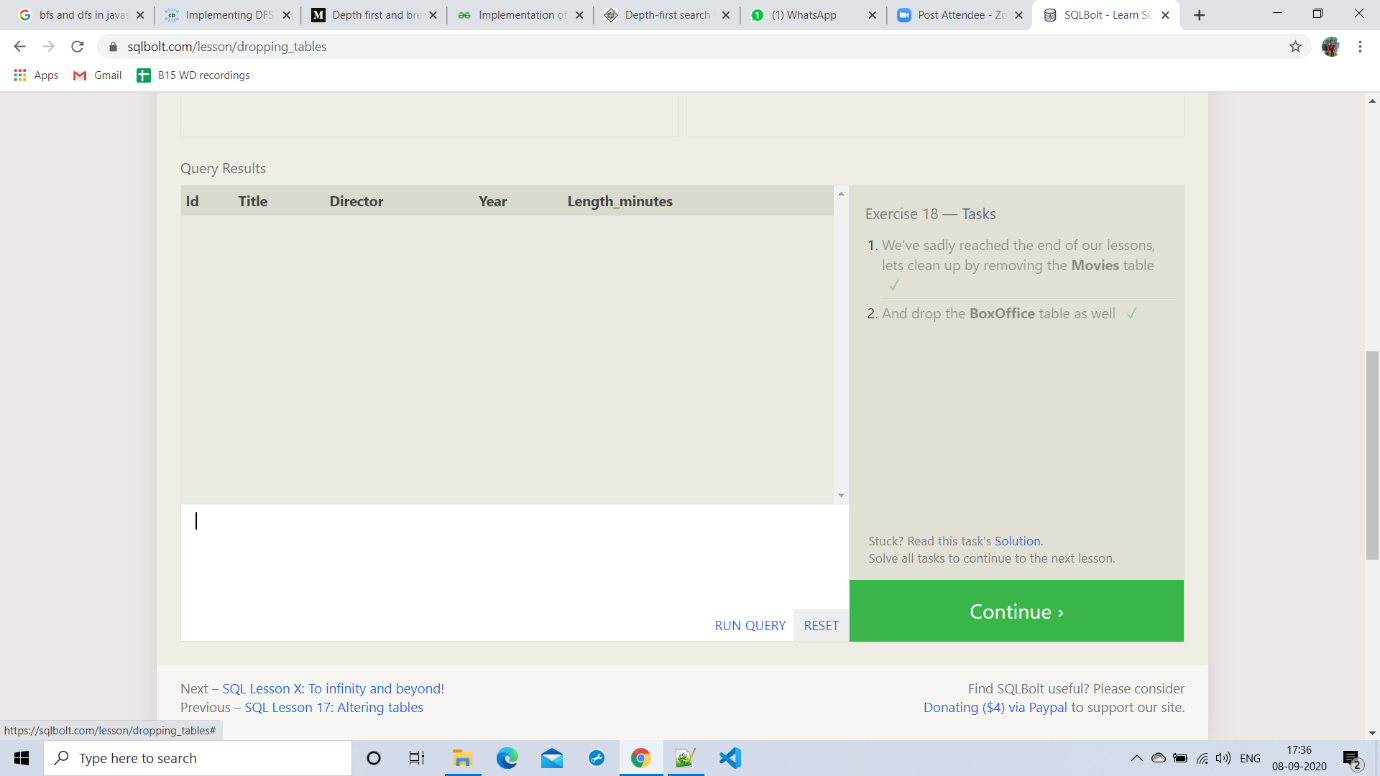 bfs and dfs in javas
Implementing DFS
Depth first and bre
Implementation of
Depth-first search
(1) WhatsApp
Post Attendee - Zo
SQLBolt - Learn SQ
sqlbolt.com/lesson/dropping_tables
Apps
Gmail
B15 WD recordings
Query Results
Id Title Director Year Length_minutes
Exercise 18 — Tasks
1. We've sadly reached the end of our lessons,
lets clean up by removing the Movies table
✓
2. And drop the BoxOffice table as well ✓
Stuck? Read this task's Solution.
Solve all tasks to continue to the next lesson.
RUN QUERY
RESET
Continue ›
Next – SQL Lesson X: To infinity and beyond!
Previous – SQL Lesson 17: Altering tables
Find SQLBolt useful? Please consider
Donating ($4) via Paypal to support our site.
https://sqlbolt.com/lesson/dropping_tables#
Type here to search
ENG
17:36
08-09-2020
2